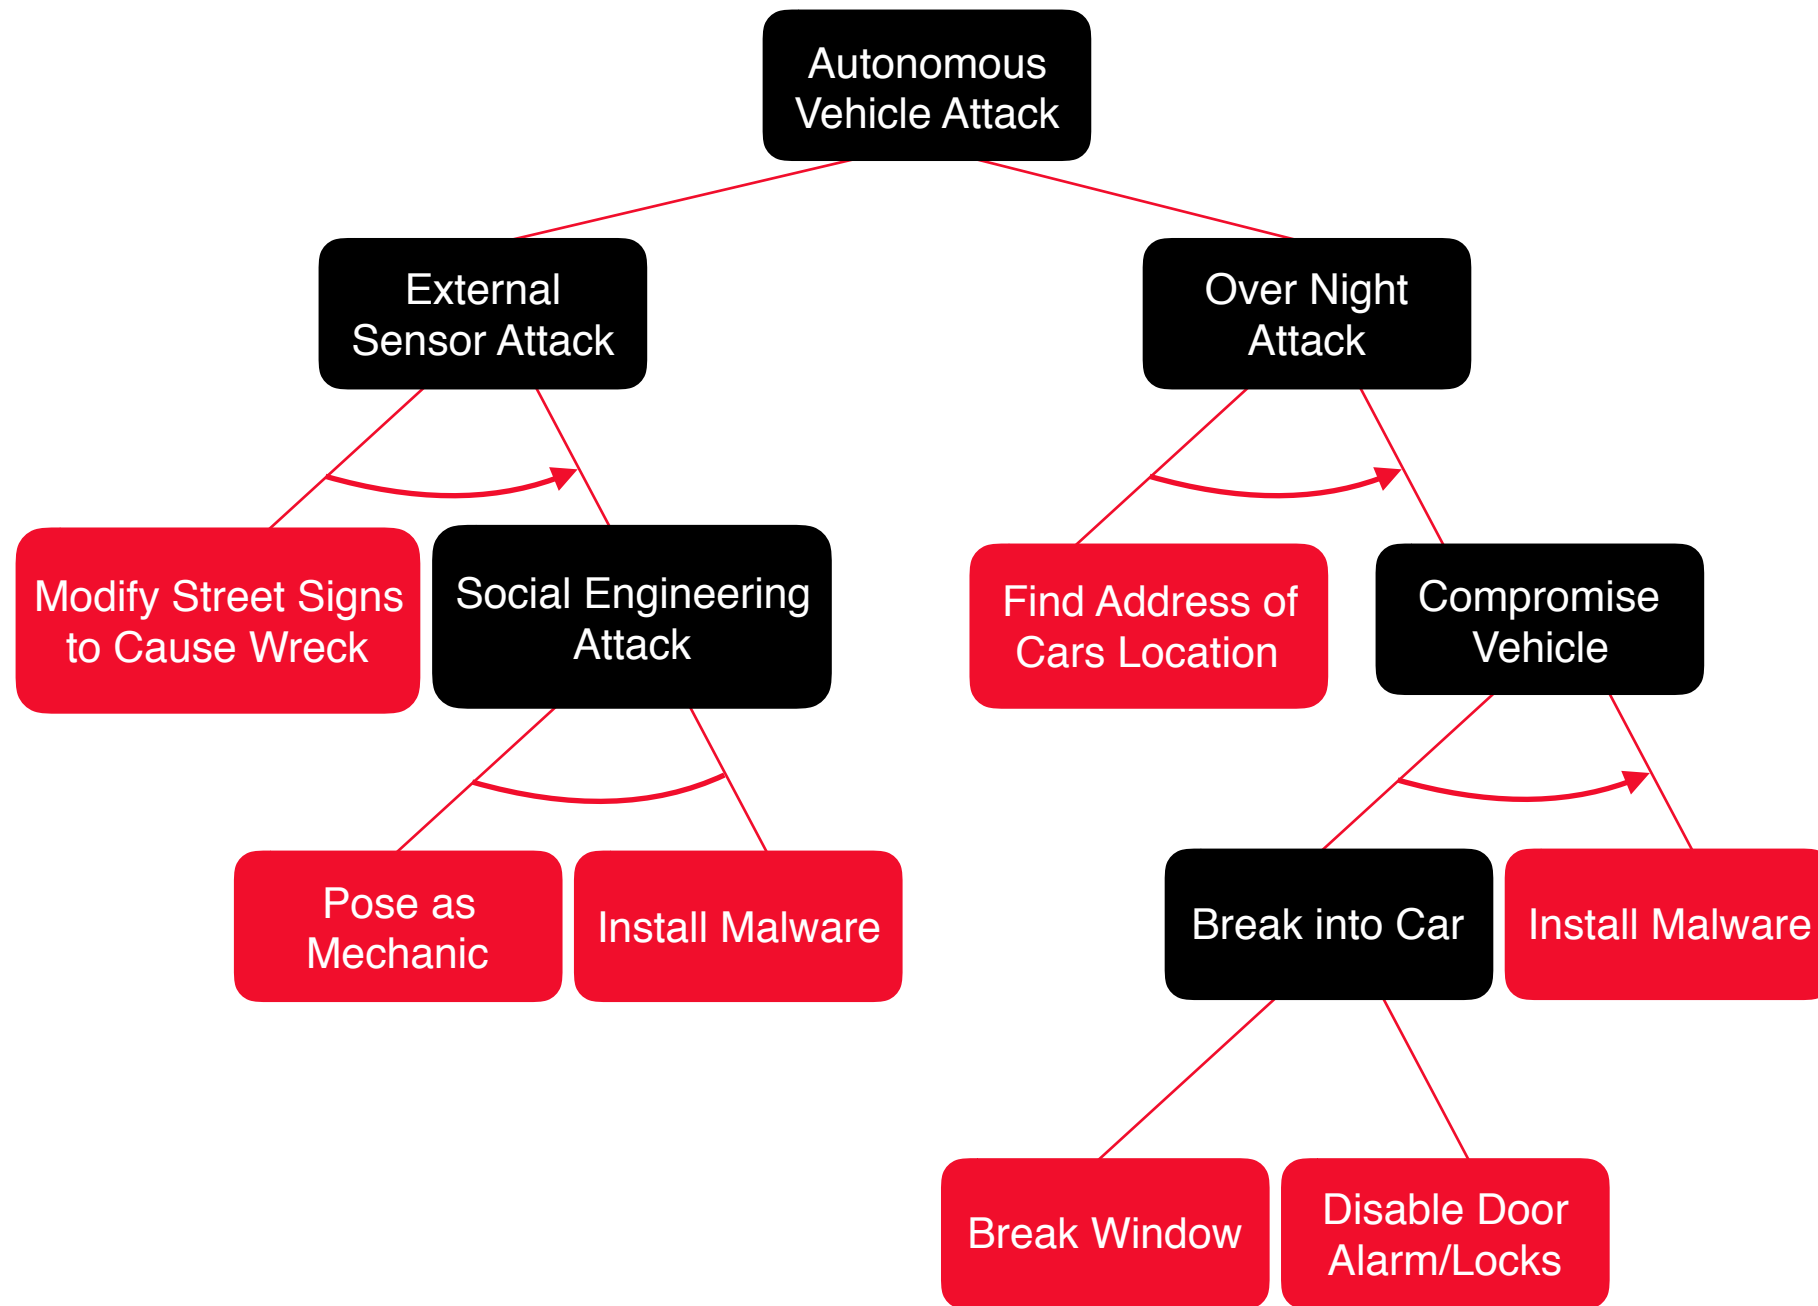 Autonomous
Vehicle Attack
External
Sensor Attack
Over Night
Attack
Modify Street Signs
to Cause Wreck
Social Engineering
Attack
Find Address of
Cars Location
Compromise
Vehicle
Pose as
Mechanic
Install Malware
Break into Car
Install Malware
Break Window
Disable Door
Alarm/Locks